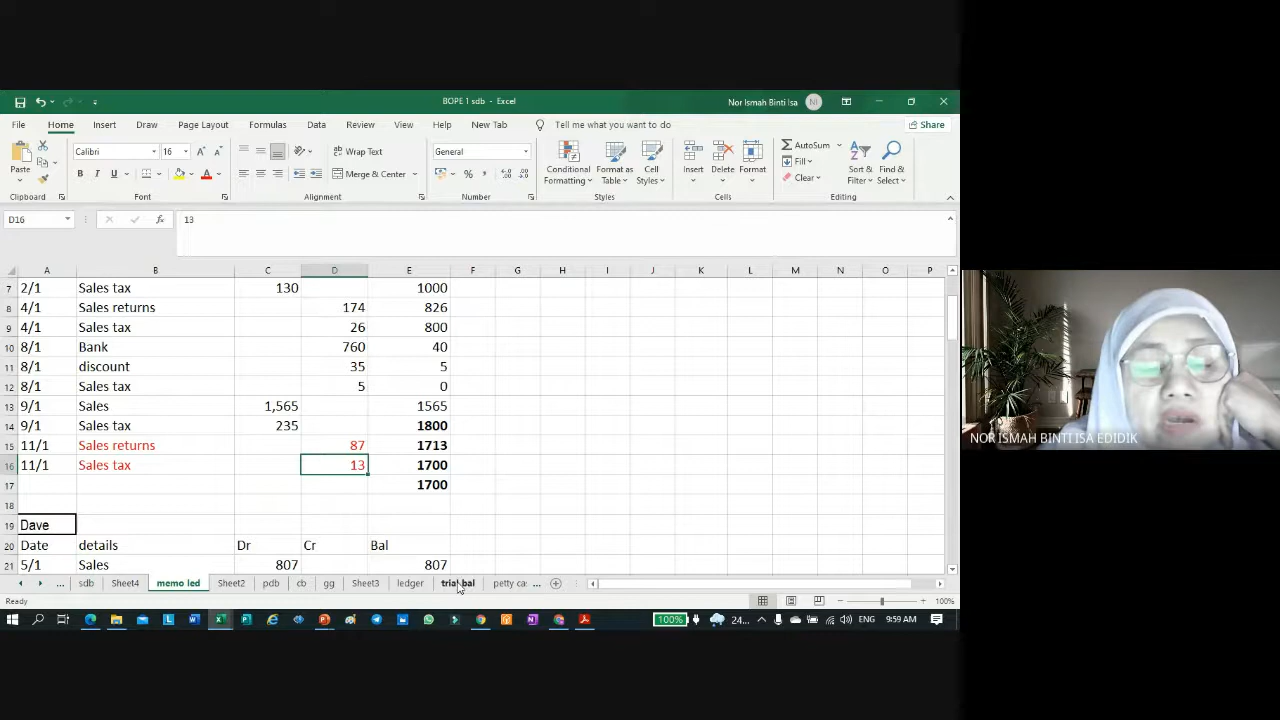 BOPE 1 sdb - Excel
Nor Ismah Binti Isa NI
File Home Insert Draw Page Layout Formulas Data Review View Help New Tab Tell me what you want to do Share
Paste
Clipboard
Calibri 16 A A
B I U A
Font
Wrap Text
Merge & Center
Alignment
General
% ,
Number
Conditional Formatting
Format as Table
Cell Styles
Styles
Insert Delete Format
Cells
AutoSum
Fill
Clear
Sort & Filter
Find & Select
Editing
D16 fx 13
A B C D E F G H I J K L M N O P
7 2/1 Sales tax 130 1000
8 4/1 Sales returns 174 826
9 4/1 Sales tax 26 800
10 8/1 Bank 760 40
11 8/1 discount 35 5
12 8/1 Sales tax 5 0
13 9/1 Sales 1,565 1565
14 9/1 Sales tax 235 1800
15 11/1 Sales returns 87 1713
16 11/1 Sales tax 13 1700
17 1700
18
19 Dave
20 Date details Dr Cr Bal
21 5/1 Sales 807 807
... sdb Sheet4 memo led Sheet2 pdb cb gg Sheet3 ledger trial bal petty ca ...
Ready 100%
100% 24... ENG 9:59 AM
NOR ISMAH BINTI ISA EDIDIK